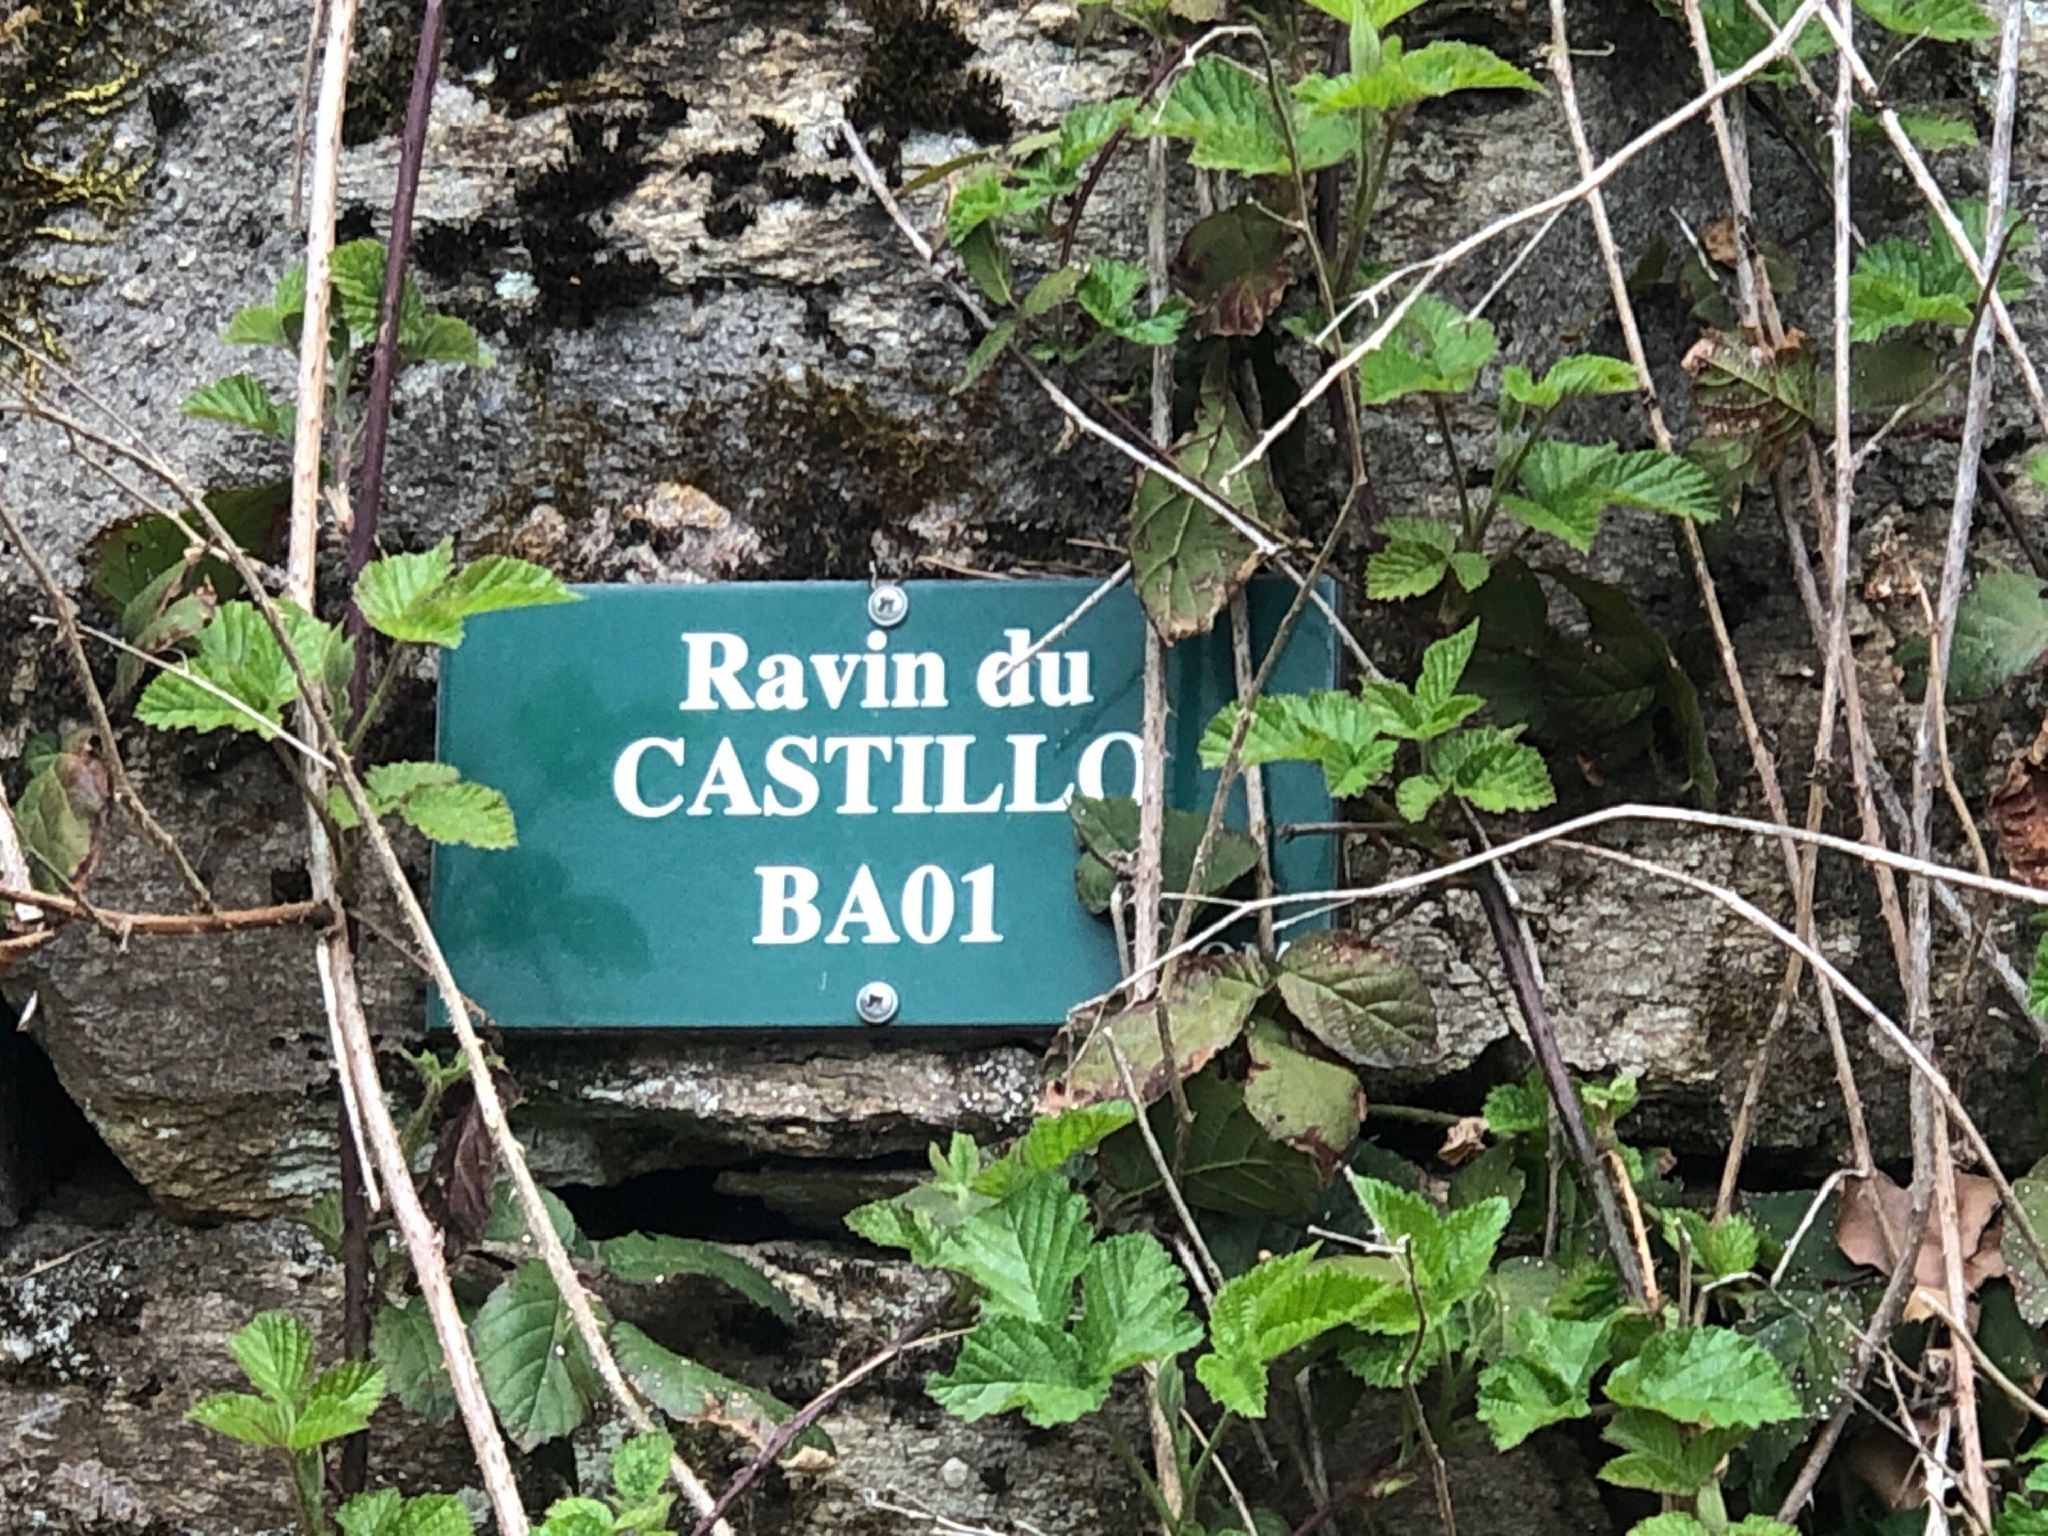 Ravin du
CASTILLO
BA01